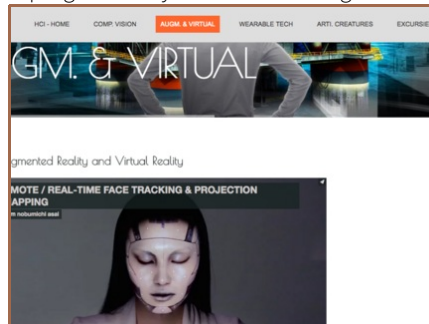 HCI - HOME COMP. VISION AUGM. & VIRTUAL WEARABLE TECH ARTI. CREATURES EXCURSIE
GM. & VIRTUAL
gmented Reality and Virtual Reality
MOTE / REAL-TIME FACE TRACKING & PROJECTION
APPING
m nobumichi asai